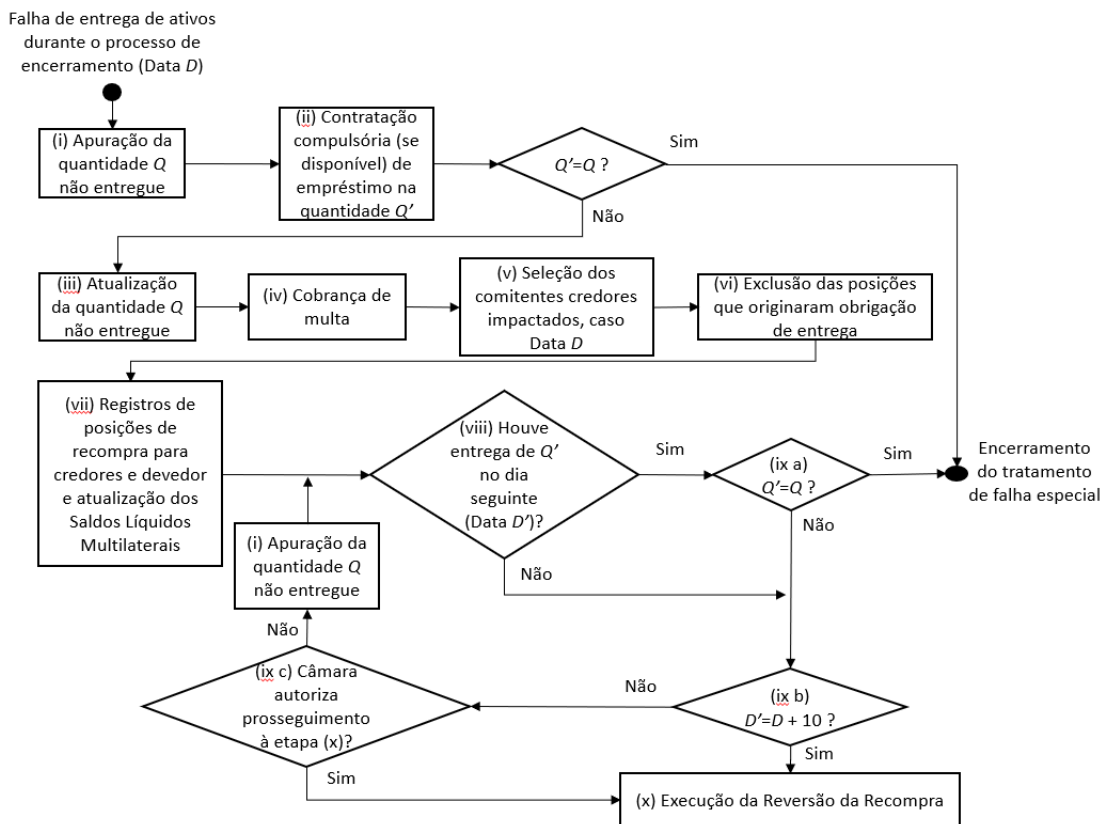 Falha de entrega de ativos
durante o processo de
encerramento (Data D)
(i) Apuração da
quantidade Q
não entregue
(ii) Contratação
compulsória (se
disponível) de
empréstimo na
quantidade Q’
Q’=Q ?
Sim
Não
(iii) Atualização
da quantidade Q
não entregue
(iv) Cobrança de
multa
(v) Seleção dos
comitentes credores
impactados, caso
Data D
(vi) Exclusão das posições
que originaram obrigação
de entrega
(vii) Registros de
posições de
recompra para
credores e devedor
e atualização dos
Saldos Líquidos
Multilaterais
(viii) Houve
entrega de Q’
no dia
seguinte
(Data D’)?
Sim
(ix a)
Q’=Q ?
Sim
Encerramento
do tratamento
de falha especial
Não
Não
(i) Apuração da
quantidade Q
não entregue
Não
(ix c) Câmara
autoriza
prosseguimento
à etapa (x)?
Não
(ix b)
D’=D + 10 ?
Sim
Sim
(x) Execução da Reversão da Recompra